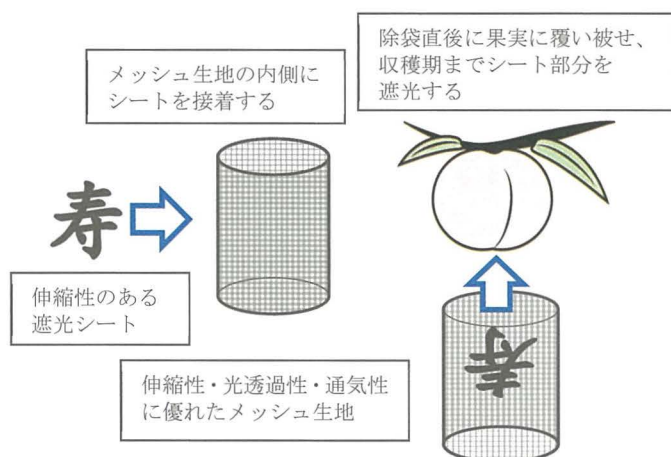 除袋直後に果実に覆い被せ、
収穫期までシート部分を
遮光する
メッシュ生地の内側に
シートを接着する
寿
伸縮性のある
遮光シート
伸縮性・光透過性・通気性
に優れたメッシュ生地
寿